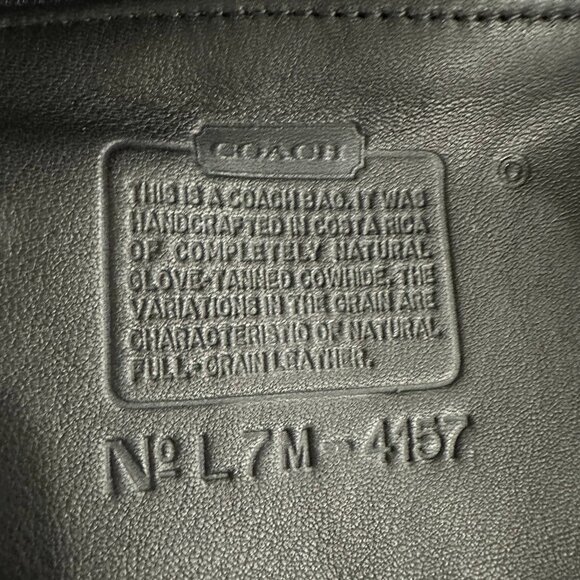 COACH
THIS IS A COACH BAG. IT WAS
HANDCRAFTED IN COSTA RICA
OF COMPLETELY NATURAL
GLOVE-TANNED COWHIDE. THE
VARIATIONS IN THE GRAIN ARE
CHARACTERISTIC OF NATURAL
FULL-GRAIN LEATHER.
No L7M-4157